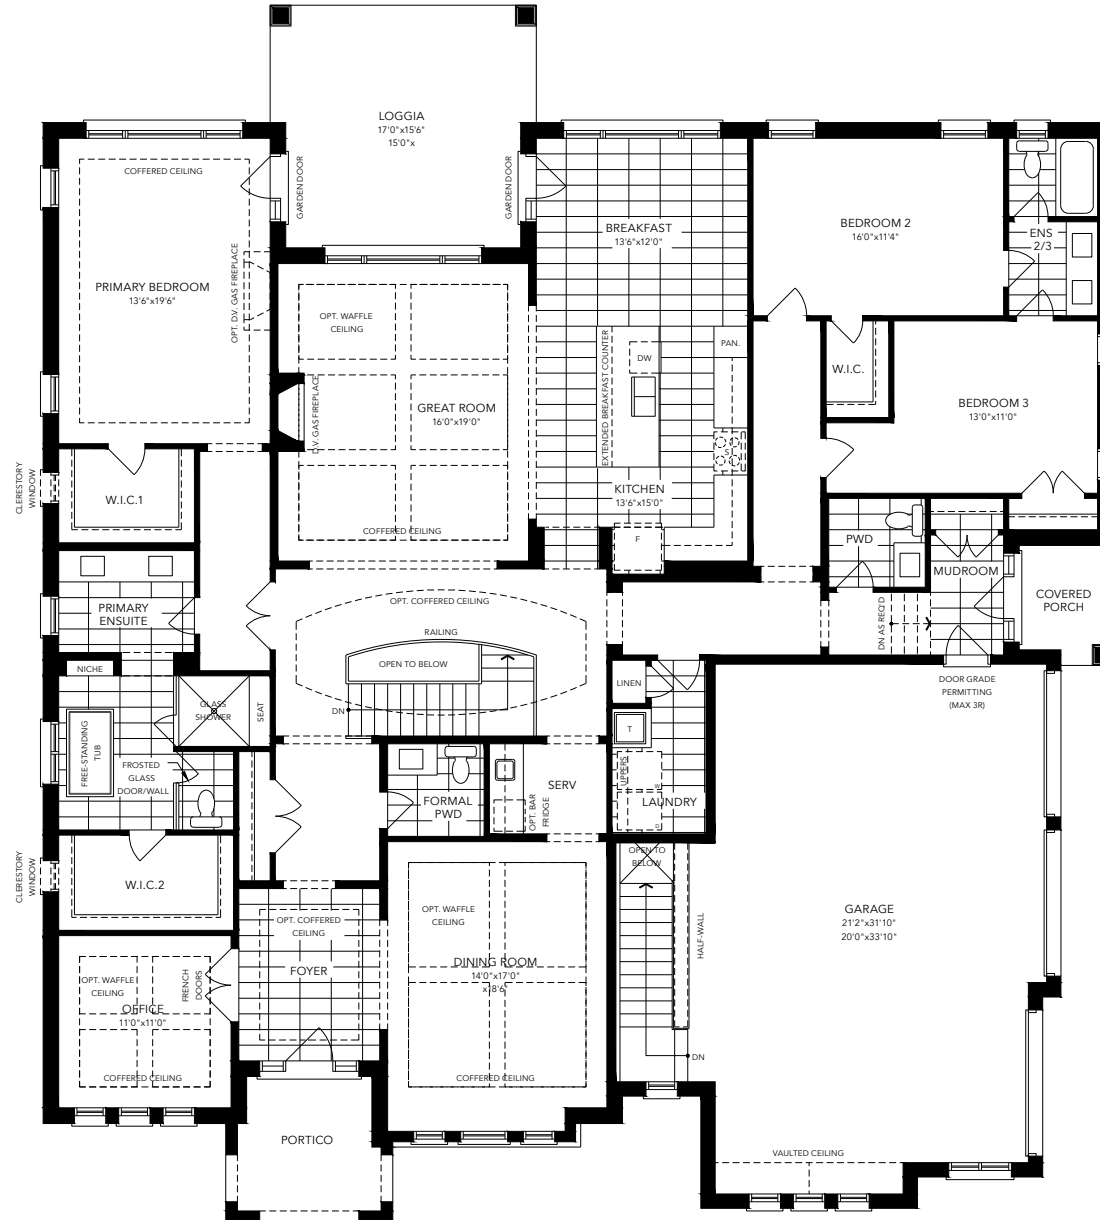 LOGGIA
17'0"x15'6"
15'0"x
COFFERED CEILING
GARDEN DOOR
GARDEN DOOR
BREAKFAST
13'6"x12'0"
BEDROOM 2
16'0"x11'4"
ENS
2/3
PRIMARY BEDROOM
13'6"x19'6"
OPT. D.V. GAS FIREPLACE
OPT. WAFFLE
CEILING
EXTENDED BREAKFAST COUNTER
DW
PAN.
W.I.C.
D.V. GAS FIREPLACE
GREAT ROOM
16'0"x19'0"
BEDROOM 3
13'0"x11'0"
S
CLERESTORY
WINDOW
W.I.C.1
KITCHEN
13'6"x15'0"
COFFERED CEILING
F
PWD
MUDROOM
COVERED
PORCH
PRIMARY
ENSUITE
OPT. COFFERED CEILING
RAILING
DN AS REQ'D
NICHE
OPEN TO BELOW
LINEN
DOOR GRADE
PERMITTING
(MAX 3R)
GLASS
SHOWER
SEAT
DN
FREE-STANDING
TUB
T
FROSTED
GLASS
DOOR/WALL
UPPERS
W
D
FORMAL
PWD
SERV
OPT. BAR
FRIDGE
LAUNDRY
OPEN TO
BELOW
CLERESTORY
WINDOW
W.I.C.2
OPT. WAFFLE
CEILING
OPT. COFFERED
CEILING
FOYER
HALF-WALL
GARAGE
21'2"x31'10"
20'0"x33'10"
DINING ROOM
14'0"x17'0"
x18'6"
OPT. WAFFLE
CEILING
FRENCH
DOORS
OFFICE
11'0"x11'0"
DN
COFFERED CEILING
COFFERED CEILING
PORTICO
VAULTED CEILING